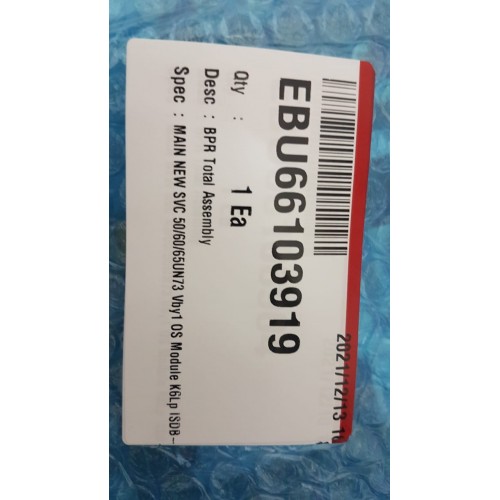 2021/12/13
EBU66103919
Qty : 1 Ea
Desc : BPR Total Assembly
Spec : MAIN NEW SVC 50/60/65UN73 Vby1 OS Module K6Lp ISDB-